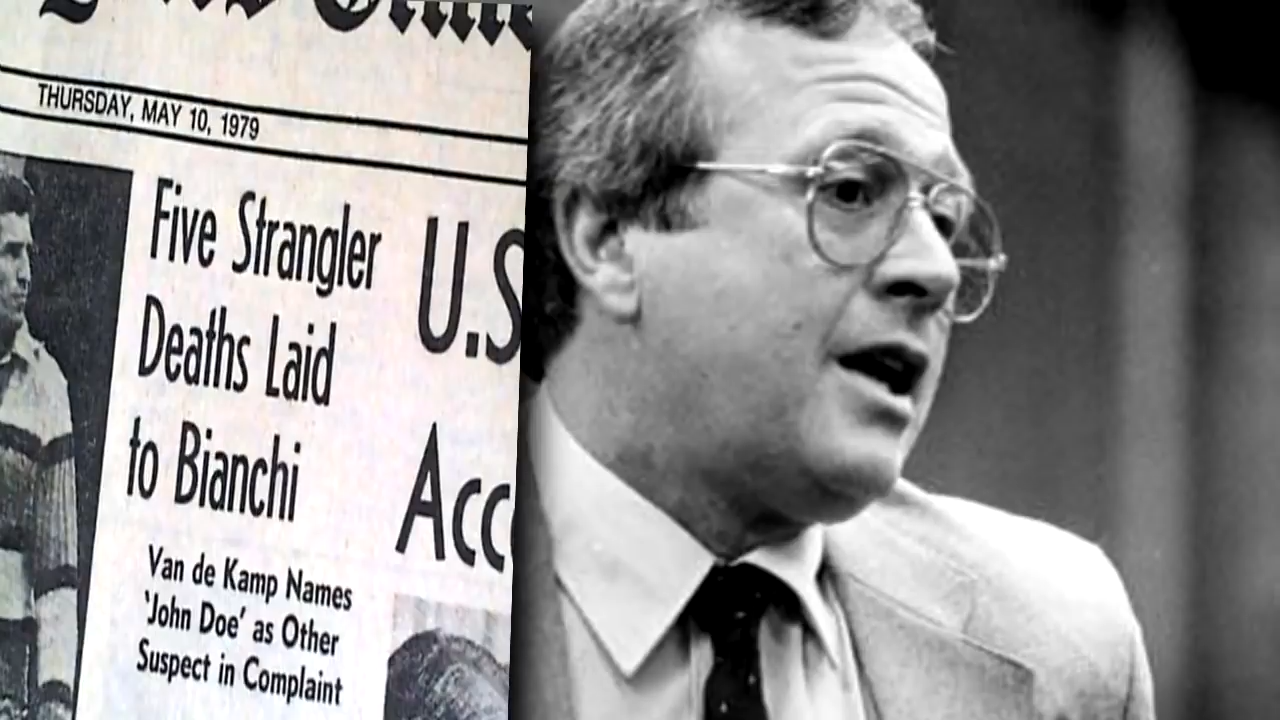 THURSDAY, MAY 10, 1979
Five Strangler
Deaths Laid
to Bianchi
Van de Kamp Names
'John Doe' as Other
Suspect in Complaint
U.S